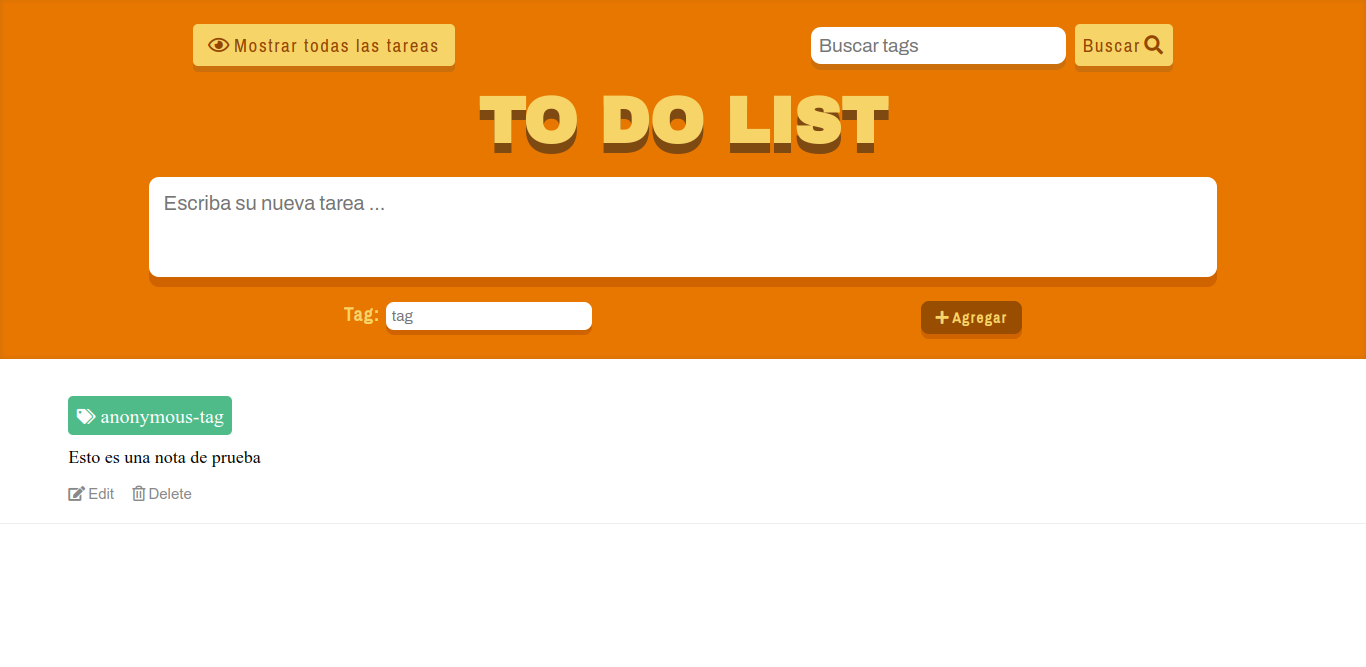 Mostrar todas las tareas
Buscar tags
Buscar
TO DO LIST
Escriba su nueva tarea ...
Tag: tag
Agregar
anonymous-tag
Esto es una nota de prueba
Edit Delete